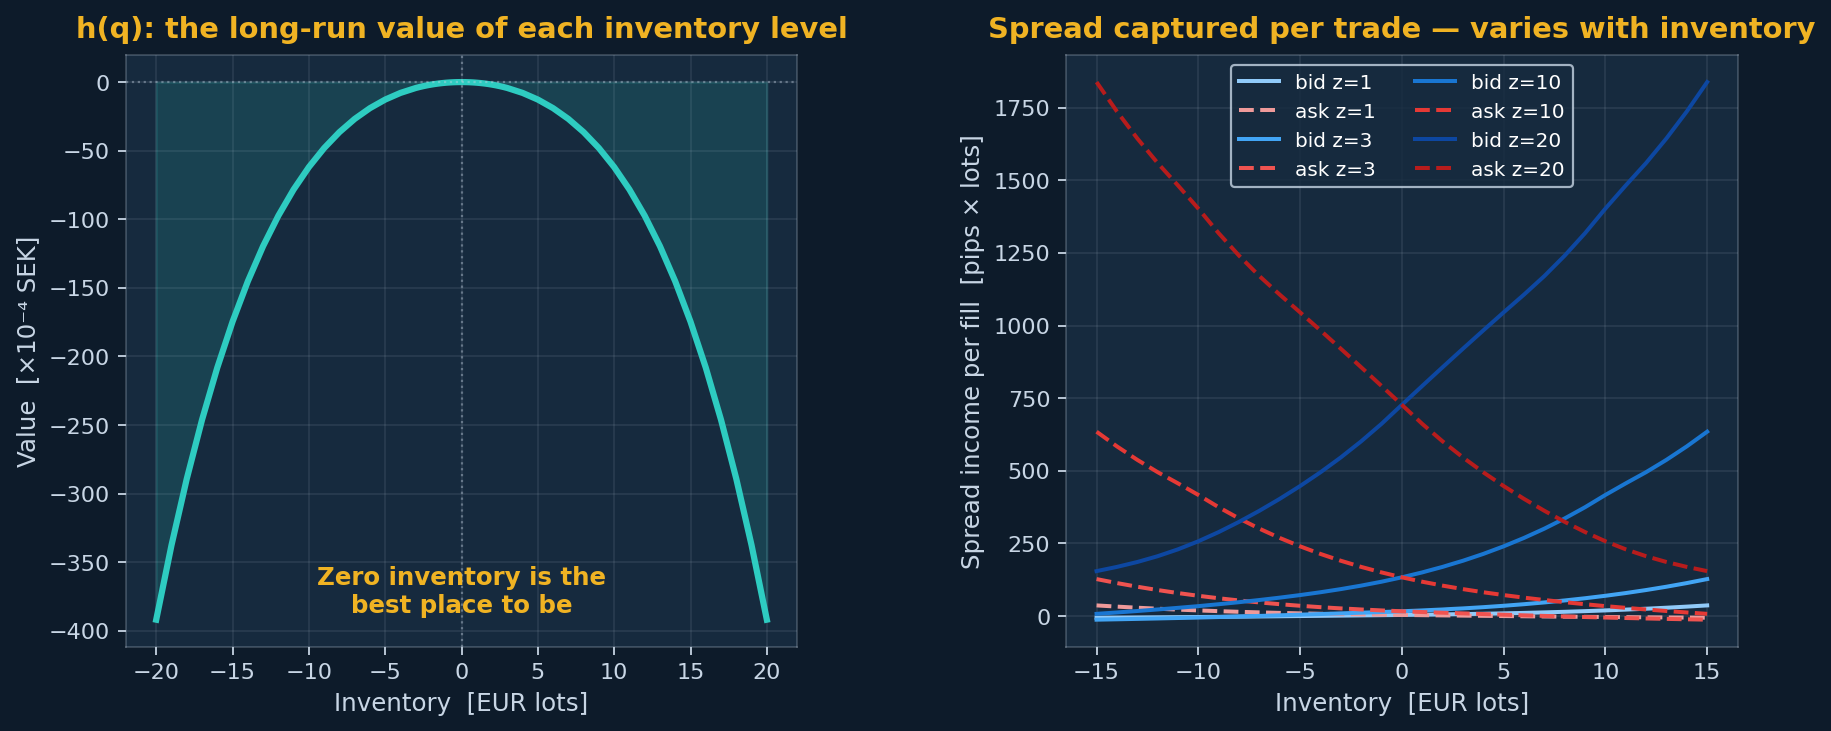 h(q): the long-run value of each inventory level
Value [×10⁻⁴ SEK]
0
−50
−100
−150
−200
−250
−300
−350
−400
Zero inventory is the
best place to be
−20
−15
−10
−5
0
5
10
15
20
Inventory [EUR lots]
Spread captured per trade — varies with inventory
Spread income per fill [pips × lots]
1750
1500
1250
1000
750
500
250
0
bid z=1
ask z=1
bid z=3
ask z=3
bid z=10
ask z=10
bid z=20
ask z=20
−15
−10
−5
0
5
10
15
Inventory [EUR lots]